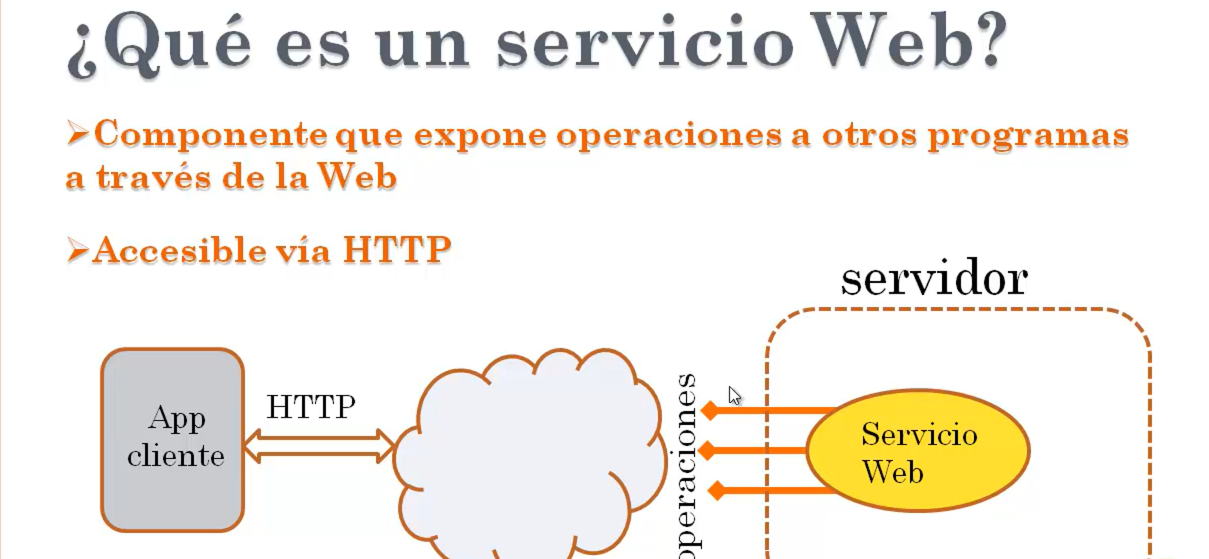 ¿Qué es un servicio Web?
➢Componente que expone operaciones a otros programas
a través de la Web
➢Accesible vía HTTP
servidor
App
cliente
HTTP
operaciones
Servicio
Web